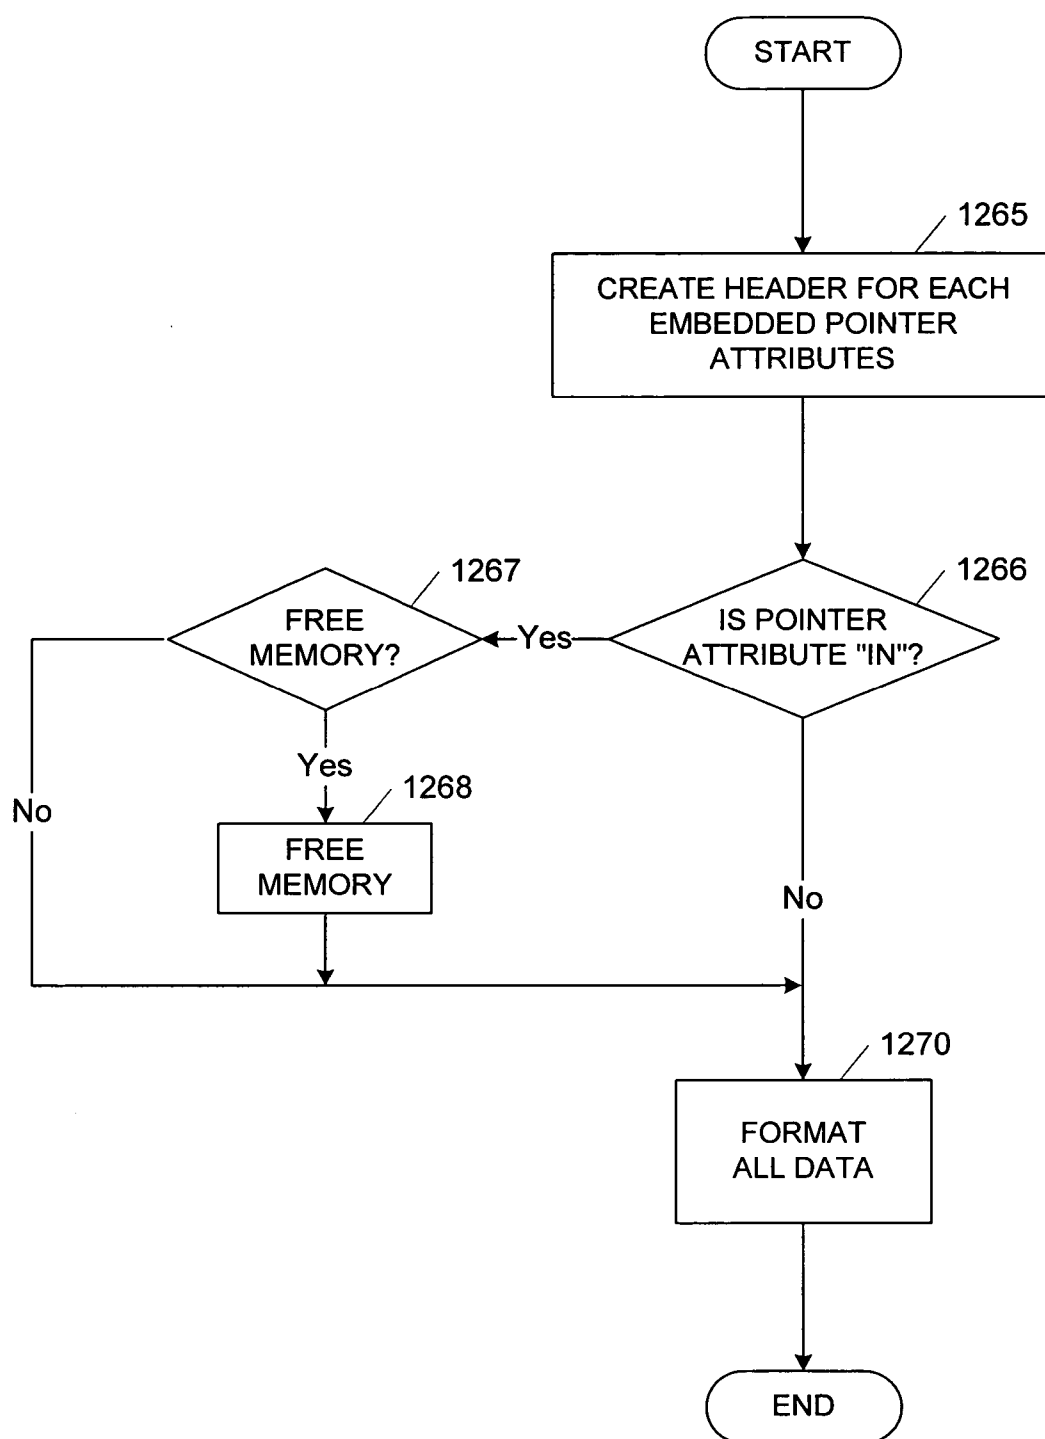 START
1265
CREATE HEADER FOR EACH
EMBEDDED POINTER
ATTRIBUTES
1267
1266
FREE
MEMORY?
Yes
IS POINTER
ATTRIBUTE "IN"?
Yes
1268
No
FREE
MEMORY
No
1270
FORMAT
ALL DATA
END